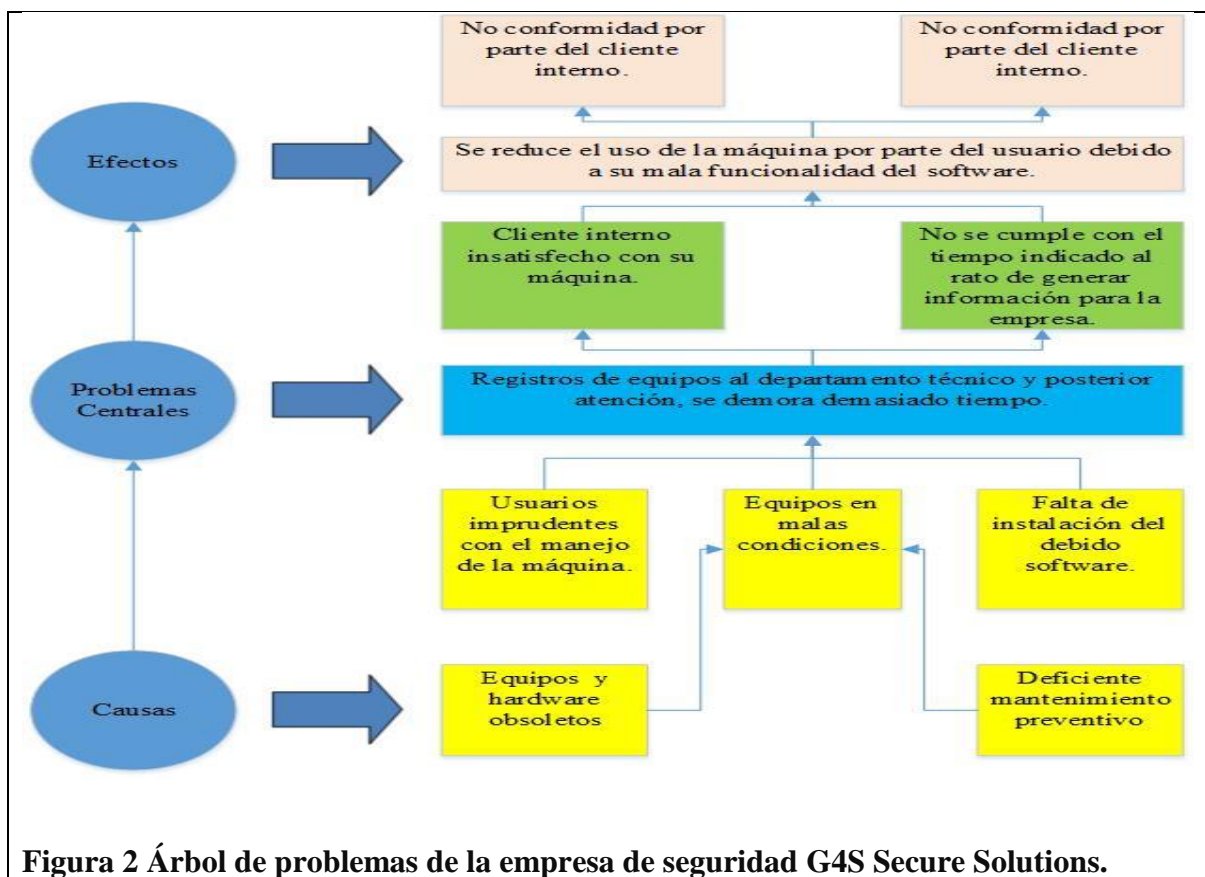 No conformidad por
parte del cliente
interno.
No conformidad por
parte del cliente
interno.
Efectos
Se reduce el uso de la máquina por parte del usuario debido
a su mala funcionalidad del software.
Cliente interno
insatisfecho con su
máquina.
No se cumple con el
tiempo indicado al
rato de generar
información para la
empresa.
Problemas
Centrales
Registros de equipos al departamento técnico y posterior
atención, se demora demasiado tiempo.
Usuarios
imprudentes
con el manejo
de la máquina.
Equipos en
malas
condiciones.
Falta de
instalación del
debido
software.
Causas
Equipos y
hardware
obsoletos
Deficiente
mantenimiento
preventivo
Figura 2 Árbol de problemas de la empresa de seguridad G4S Secure Solutions.